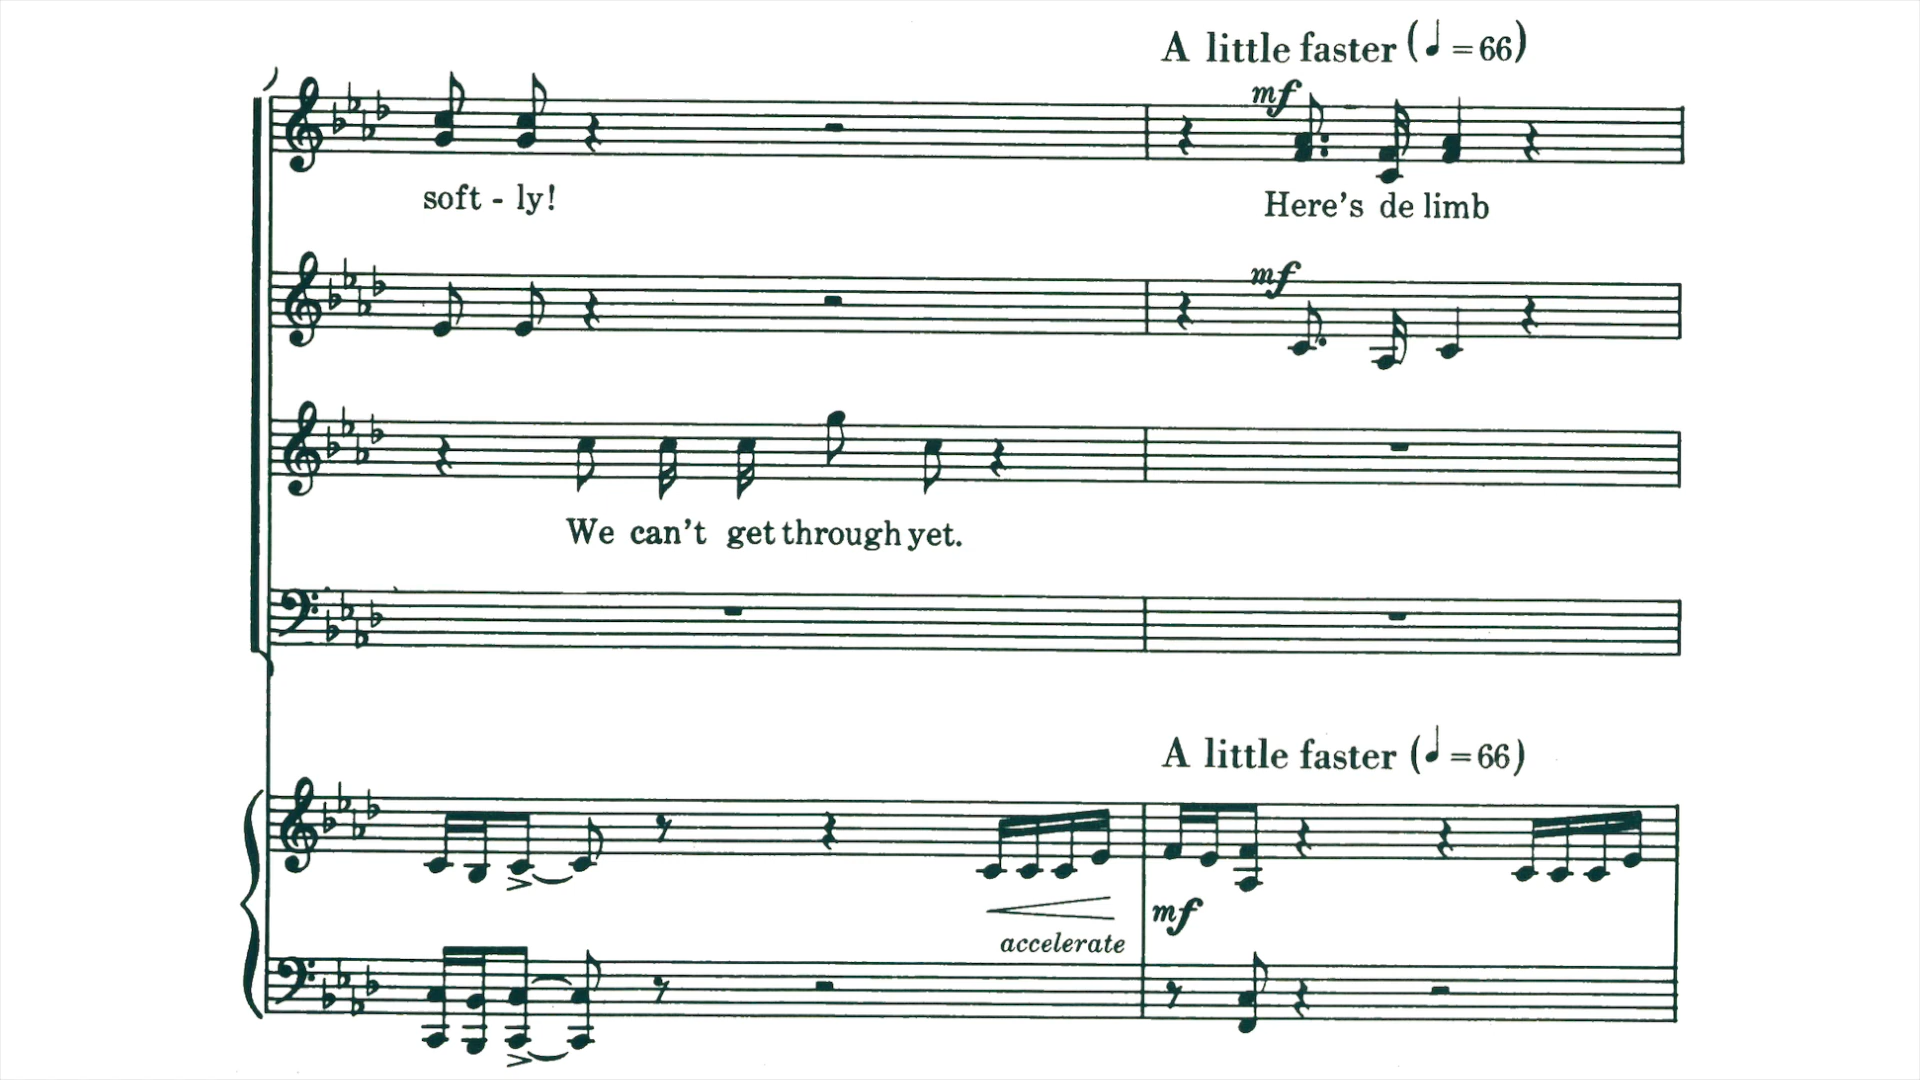 A little faster (♩=66)
mf
soft - ly!
Here's de limb
mf
We can't get through yet.
A little faster (♩=66)
mf
accelerate